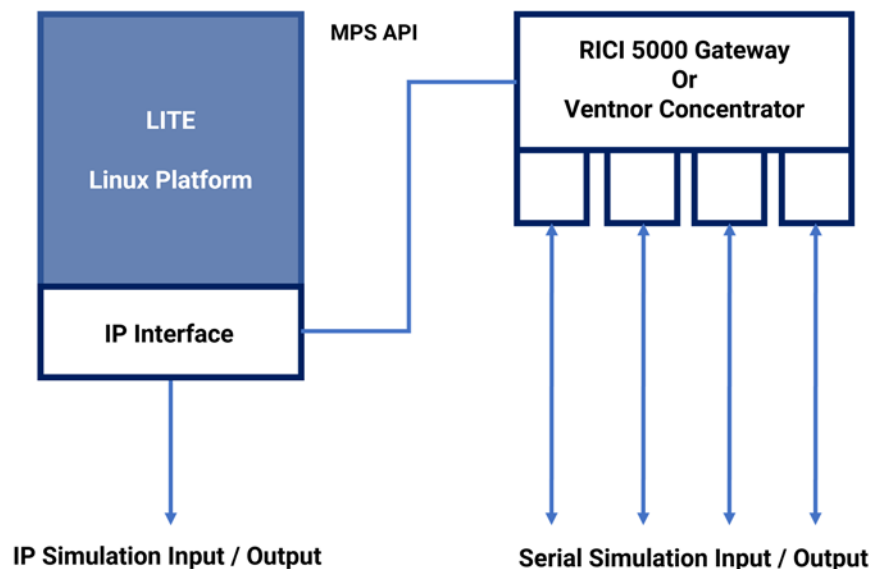 MPS API
LITE
Linux Platform
IP Interface
RICI 5000 Gateway
Or
Ventnor Concentrator
IP Simulation Input / Output
Serial Simulation Input / Output